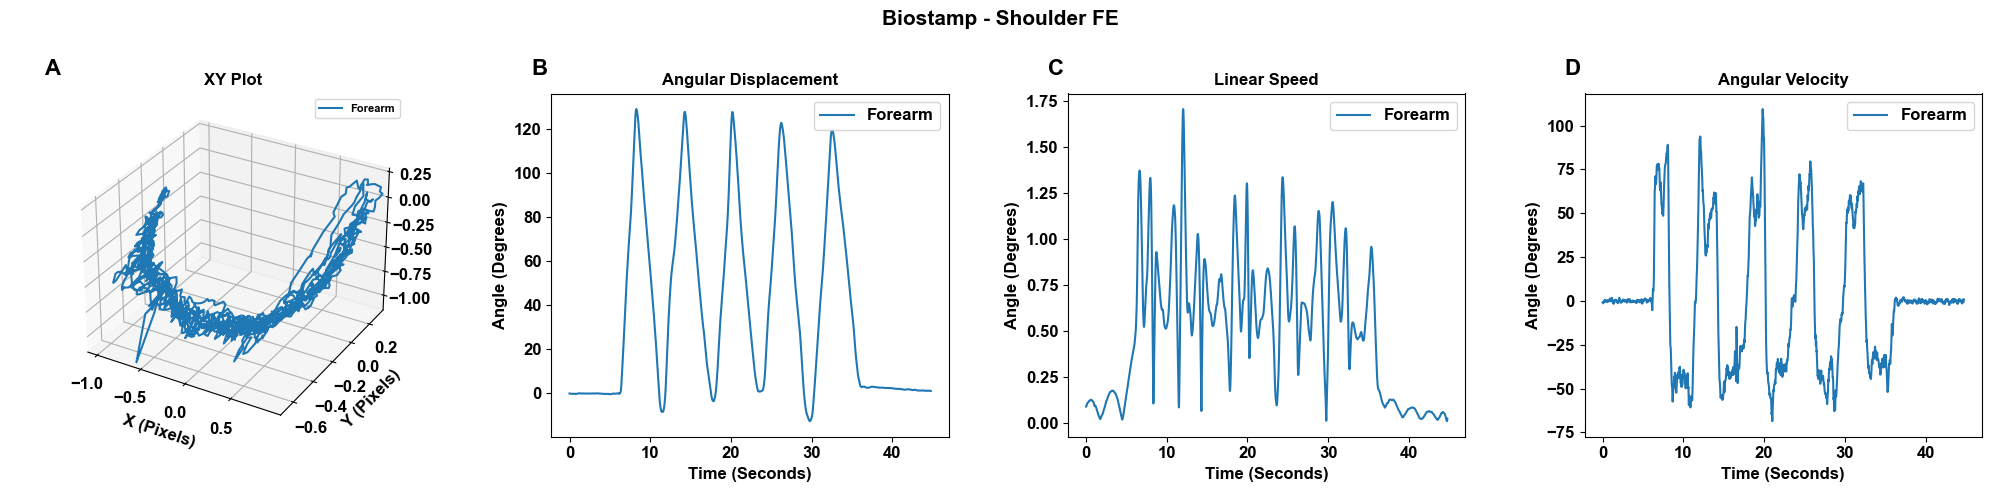 Biostamp - Shoulder FE
A
XY Plot
Forearm
0.25
0.00
−0.25
−0.50
−0.75
−1.00
−1.0
−0.5
0.0
0.5
X (Pixels)
0.2
0.0
−0.2
−0.4
−0.6
Y (Pixels)
B
Angular Displacement
Forearm
Angle (Degrees)
120
100
80
60
40
20
0
0 10 20 30 40
Time (Seconds)
C
Linear Speed
Forearm
Angle (Degrees)
1.75
1.50
1.25
1.00
0.75
0.50
0.25
0.00
0 10 20 30 40
Time (Seconds)
D
Angular Velocity
Forearm
Angle (Degrees)
100
75
50
25
0
−25
−50
−75
0 10 20 30 40
Time (Seconds)